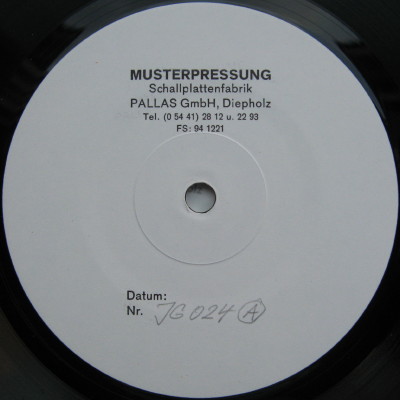 MUSTERPRESSUNG
Schallplattenfabrik
PALLAS GmbH, Diepholz
Tel. (0 54 41) 28 12 u. 22 93
FS: 94 1221
Datum:
Nr. JG 024 A